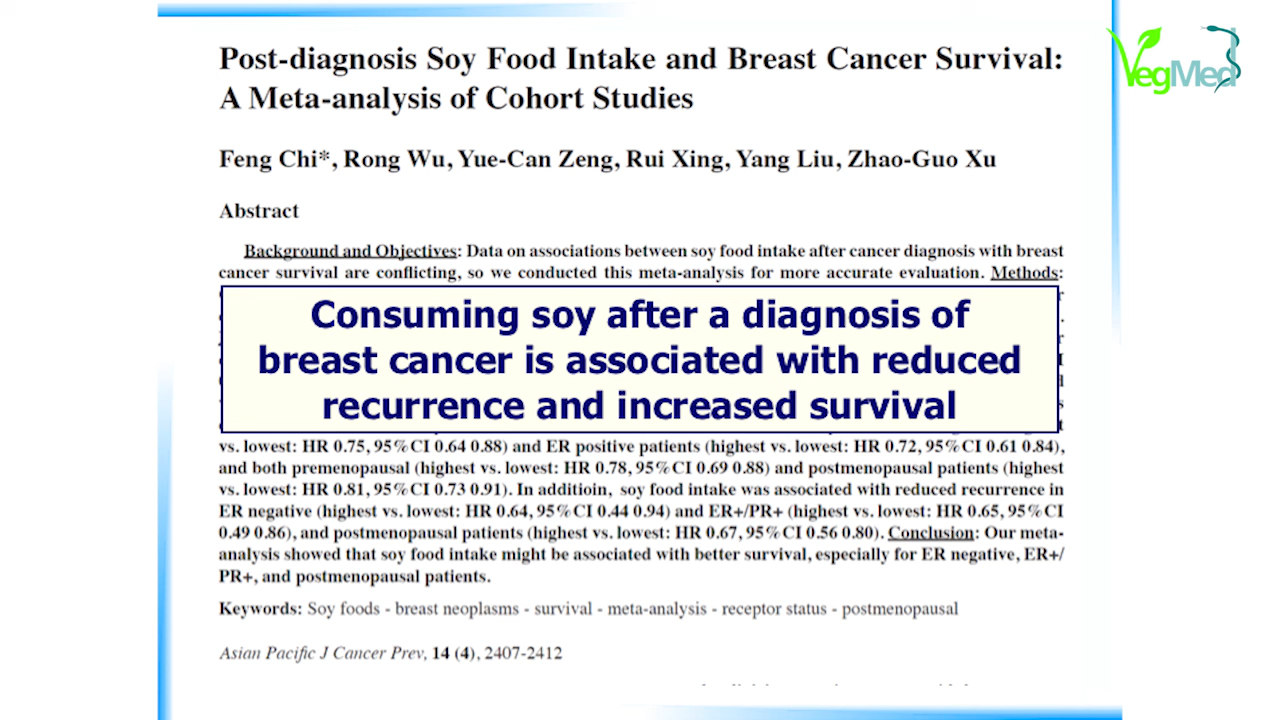 VegMed
Post-diagnosis Soy Food Intake and Breast Cancer Survival:
A Meta-analysis of Cohort Studies
Feng Chi*, Rong Wu, Yue-Can Zeng, Rui Xing, Yang Liu, Zhao-Guo Xu
Abstract
Background and Objectives: Data on associations between soy food intake after cancer diagnosis with breast
cancer survival are conflicting, so we conducted this meta-analysis for more accurate evaluation. Methods:
Consuming soy after a diagnosis of
breast cancer is associated with reduced
recurrence and increased survival
vs. lowest: HR 0.75, 95%CI 0.64 0.88) and ER positive patients (highest vs. lowest: HR 0.72, 95%CI 0.61 0.84),
and both premenopausal (highest vs. lowest: HR 0.78, 95%CI 0.69 0.88) and postmenopausal patients (highest
vs. lowest: HR 0.81, 95%CI 0.73 0.91). In additioin, soy food intake was associated with reduced recurrence in
ER negative (highest vs. lowest: HR 0.64, 95%CI 0.44 0.94) and ER+/PR+ (highest vs. lowest: HR 0.65, 95%CI
0.49 0.86), and postmenopausal patients (highest vs. lowest: HR 0.67, 95%CI 0.56 0.80). Conclusion: Our meta-
analysis showed that soy food intake might be associated with better survival, especially for ER negative, ER+/
PR+, and postmenopausal patients.
Keywords: Soy foods - breast neoplasms - survival - meta-analysis - receptor status - postmenopausal
Asian Pacific J Cancer Prev, 14 (4), 2407-2412